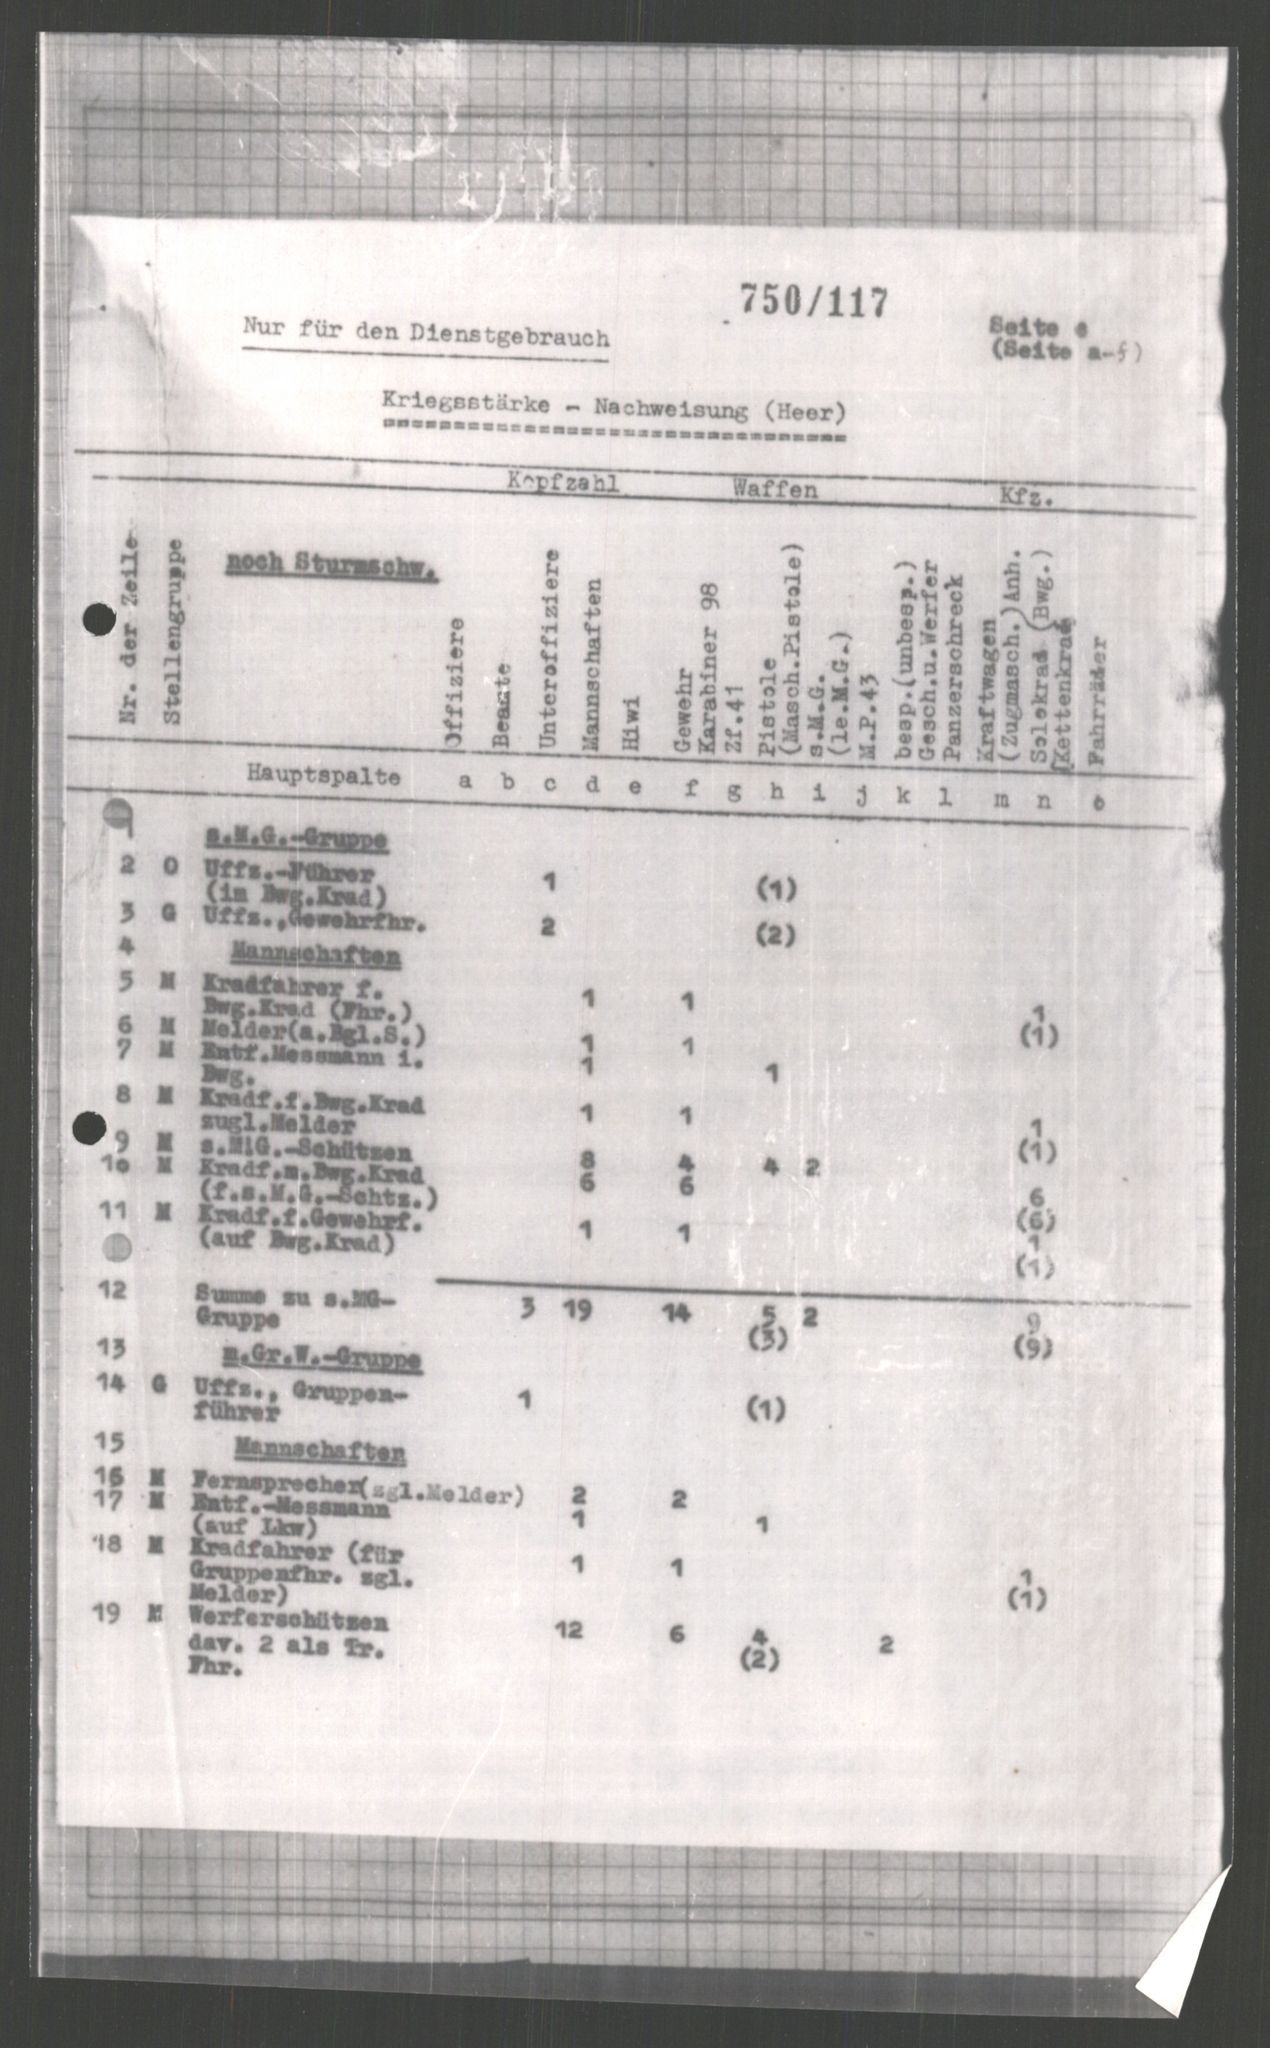 750/117
Nur für den Dienstgebrauch
Seite e
(Seite a-f)
Kriegsstärke - Nachweisung (Heer)
Kopfzahl Waffen Kfz.
Nr. der Zeile
Stellengruppe
noch Sturmschw.
Offiziere
Beamte
Unteroffiziere
Mannschaften
Hiwi
Gewehr
Karabiner 98
Zf.41
Pistole
(Masch.Pistole)
s.M.G.
(le.M.G.)
M.P.43
besp.(unbesp.)
Gesch.u.Werfer
Panzerschreck
Kraftwagen
(Zugmasch.)Anh.
Solokrad (Bwg.)
(Kettenkrad)
Fahrräder
Hauptspalte a b c d e f g h i j k l m n o
1 s.M.G.-Gruppe
2 O Uffz.-Führer 1 (1)
(im Bwg.Krad)
3 G Uffz.,Gewehrfhr. 2 (2)
4 Mannschaften
5 M Kradfahrer f. 1 1 1
Bwg.Krad (Fhr.) (1)
6 M Melder(a.Bgl.S.) 1 1
7 M Entf.Messmann i. 1 1
Bwg.
8 M Kradf.f.Bwg.Krad 1 1 1
zugl.Melder (1)
9 M s.MiG.-Schützen 8 4 4 2
10 M Kradf.m.Bwg.Krad 6 6 6
(f.s.M.G.-Schtz.) (6)
11 M Kradf.f.Gewehrf. 1 1 1
(auf Bwg.Krad) (1)
12 Summe zu s.MG- 3 19 14 5 2 9
Gruppe (3) (9)
13 m.Gr.W.-Gruppe
14 G Uffz., Gruppen- 1 (1)
führer
15 Mannschaften
16 M Fernsprecher(zgl.Melder) 2 2
17 M Entf.-Messmann 1 1
(auf Lkw)
18 M Kradfahrer (für 1 1 1
Gruppenfhr. zgl. (1)
Melder)
19 M Werferschützen 12 6 4 2
dav. 2 als Tr. (2)
Fhr.